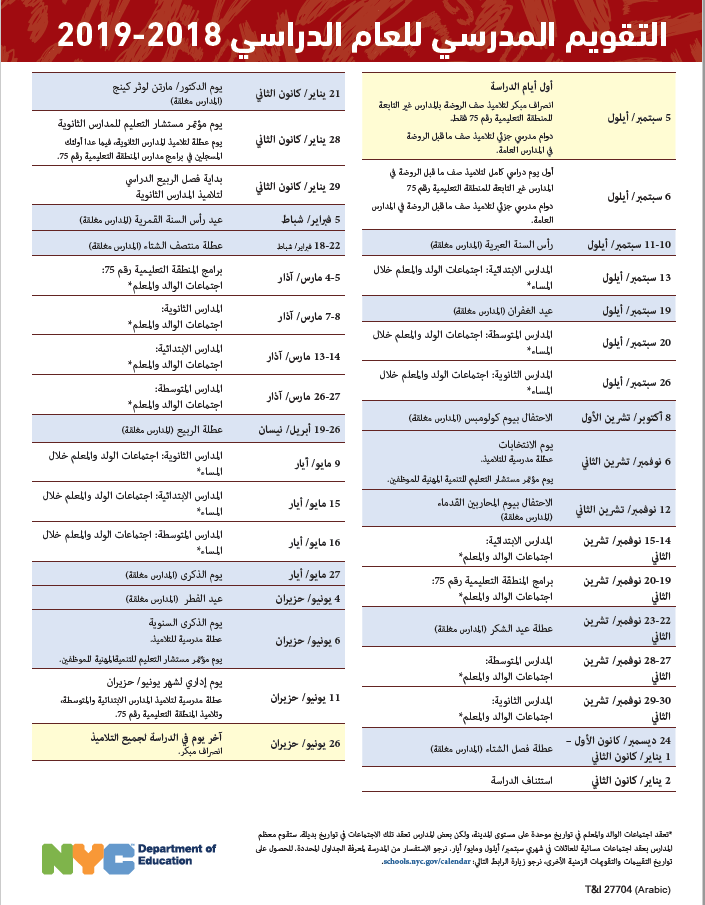 التقويم المدرسي للعام الدراسي 2018-2019
5 سبتمبر/ أيلول
أول أيام الدراسة
انصراف مبكر لتلاميذ صف الروضة بالمدارس غير التابعة
للمنطقة التعليمية رقم 75 فقط.
دوام مدرسي جزئي لتلاميذ صف ما قبل الروضة
في المدارس العامة.
6 سبتمبر/ أيلول
أول يوم دراسي كامل لتلاميذ صف ما قبل الروضة في
المدارس غير التابعة للمنطقة التعليمية رقم 75
دوام مدرسي جزئي لتلاميذ صف ما قبل الروضة في المدارس
العامة.
10-11 سبتمبر/ أيلول
رأس السنة العبرية (المدارس مغلقة)
13 سبتمبر/ أيلول
المدارس الابتدائية: اجتماعات الولد والمعلم خلال
المساء*
19 سبتمبر/ أيلول
عيد الغفران (المدارس مغلقة)
20 سبتمبر/ أيلول
المدارس المتوسطة: اجتماعات الولد والمعلم خلال
المساء*
26 سبتمبر/ أيلول
المدارس الثانوية: اجتماعات الولد والمعلم خلال
المساء*
8 أكتوبر/ تشرين الأول
الاحتفال بيوم كولومبس (المدارس مغلقة)
6 نوفمبر/ تشرين الثاني
يوم الانتخابات
عطلة مدرسية للتلاميذ.
يوم مؤتمر مستشار التعليم للتنمية المهنية للموظفين.
12 نوفمبر/ تشرين الثاني
الاحتفال بيوم المحاربين القدماء
(المدارس مغلقة)
14-15 نوفمبر/ تشرين
الثاني
المدارس الابتدائية:
اجتماعات الوالد والمعلم*
19-20 نوفمبر/ تشرين
الثاني
برامج المنطقة التعليمية رقم 75:
اجتماعات الوالد والمعلم*
22-23 نوفمبر/ تشرين
الثاني
عطلة عيد الشكر (المدارس مغلقة)
27-28 نوفمبر/ تشرين
الثاني
المدارس المتوسطة:
اجتماعات الوالد والمعلم*
29-30 نوفمبر/ تشرين
الثاني
المدارس الثانوية:
اجتماعات الوالد والمعلم*
24 ديسمبر/ كانون الأول –
1 يناير/ كانون الثاني
عطلة فصل الشتاء (المدارس مغلقة)
2 يناير/ كانون الثاني
استئناف الدراسة
21 يناير/ كانون الثاني
يوم الدكتور/ مارتن لوثر كينج
(المدارس مغلقة)
28 يناير/ كانون الثاني
يوم مؤتمر مستشار التعليم للمدارس الثانوية
يوم عطلة لتلاميذ المدارس الثانوية، فيما عدا أولئك
المسجلين في برامج مدارس المنطقة التعليمية رقم 75.
29 يناير/ كانون الثاني
بداية فصل الربيع الدراسي
لتلاميذ المدارس الثانوية
5 فبراير/ شباط
عيد رأس السنة القمرية (المدارس مغلقة)
18-22 فبراير/ شباط
عطلة منتصف الشتاء (المدارس مغلقة)
4-5 مارس/ آذار
برامج المنطقة التعليمية رقم 75:
اجتماعات الوالد والمعلم*
7-8 مارس/ آذار
المدارس الثانوية:
اجتماعات الوالد والمعلم*
13-14 مارس/ آذار
المدارس الابتدائية:
اجتماعات الوالد والمعلم*
26-27 مارس/ آذار
المدارس المتوسطة:
اجتماعات الوالد والمعلم*
19-26 أبريل/ نيسان
عطلة الربيع (المدارس مغلقة)
9 مايو/ أيار
المدارس الثانوية: اجتماعات الولد والمعلم خلال
المساء*
15 مايو/ أيار
المدارس الابتدائية: اجتماعات الولد والمعلم خلال
المساء*
16 مايو/ أيار
المدارس المتوسطة: اجتماعات الولد والمعلم خلال
المساء*
27 مايو/ أيار
يوم الذكرى (المدارس مغلقة)
4 يونيو/ حزيران
عيد الفطر (المدارس مغلقة)
6 يونيو/ حزيران
يوم الذكرى السنوية
عطلة مدرسية للتلاميذ.
يوم مؤتمر مستشار التعليم للتنمية المهنية للموظفين.
11 يونيو/ حزيران
يوم إداري لشهر يونيو/ حزيران
عطلة مدرسية لتلاميذ المدارس الابتدائية والمتوسطة،
وتلاميذ المنطقة التعليمية رقم 75.
26 يونيو/ حزيران
آخر يوم في الدراسة لجميع التلاميذ
انصراف مبكر.
*تعقد اجتماعات الوالد والمعلم في تواريخ موحدة على مستوى المدينة، ولكن بعض المدارس تعقد تلك الاجتماعات في تواريخ بديلة. ستقوم معظم
المدارس بعقد اجتماعات مسائية للعائلات في شهري سبتمبر/ أيلول ومايو/ أيار. نرجو الاستفسار من المدرسة لمعرفة الجداول المحددة. للحصول على
تواريخ التقييمات والتقويمات الزمنية الأخرى، نرجو زيارة الرابط التالي: schools.nyc.gov/calendar.
NYC Department of
Education
T&I 27704 (Arabic)